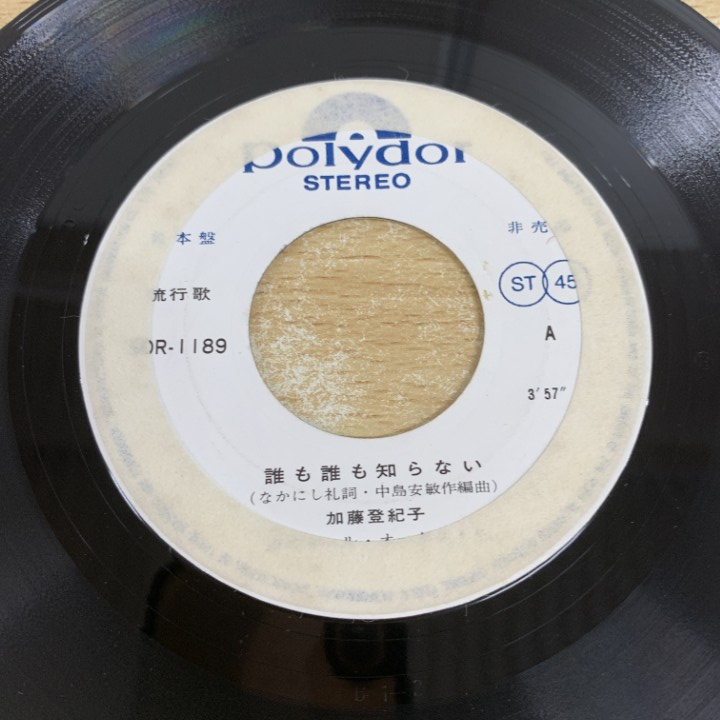 polydor
STEREO
本盤
非売
流行歌
ST 45
DR-1189
A
3'57"
誰も誰も知らない
(なかにし礼詞・中島安敏作編曲)
加藤登紀子